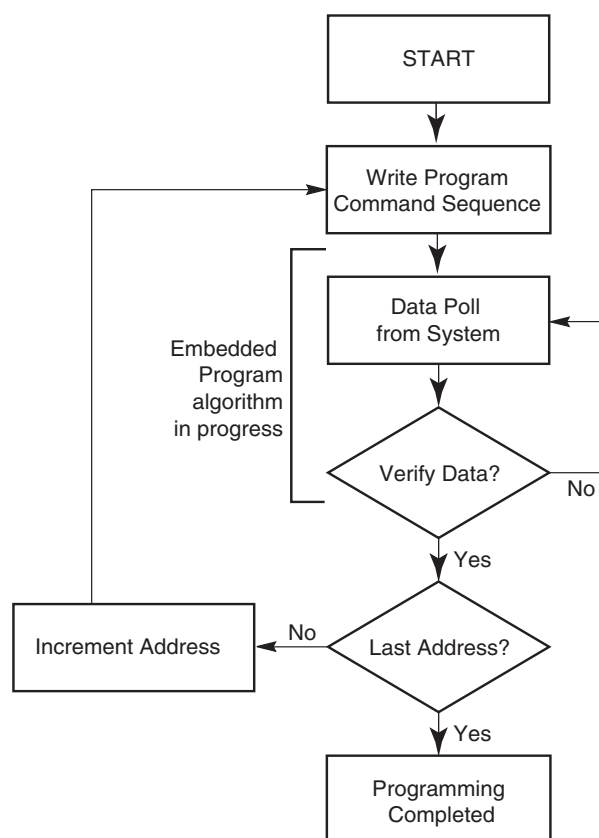 START
Write Program
Command Sequence
Data Poll
from System
Embedded
Program
algorithm
in progress
Verify Data?
No
Yes
Increment Address
No
Last Address?
Yes
Programming
Completed